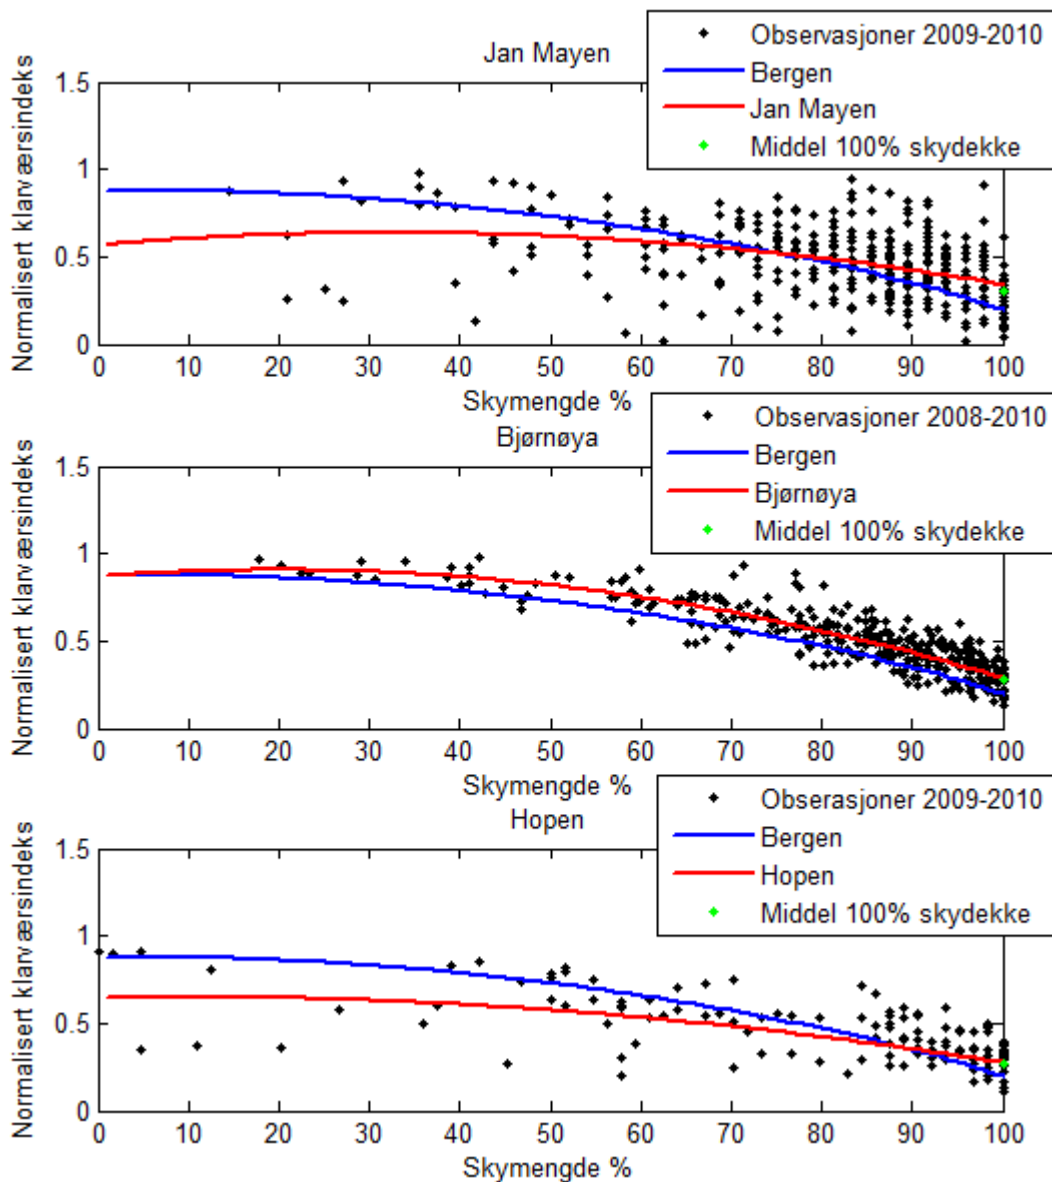 Jan Mayen
Observasjoner 2009-2010
Bergen
Jan Mayen
Middel 100% skydekke
Normalisert klarværsindeks
1.5
1
0.5
0
0 10 20 30 40 50 60 70 80 90 100
Skymengde %
Bjørnøya
Observasjoner 2008-2010
Bergen
Bjørnøya
Middel 100% skydekke
Normalisert klarværsindeks
1.5
1
0.5
0
0 10 20 30 40 50 60 70 80 90 100
Skymengde %
Hopen
Obserasjoner 2009-2010
Bergen
Hopen
Middel 100% skydekke
Normalisert klarværsindeks
1.5
1
0.5
0
0 10 20 30 40 50 60 70 80 90 100
Skymengde %